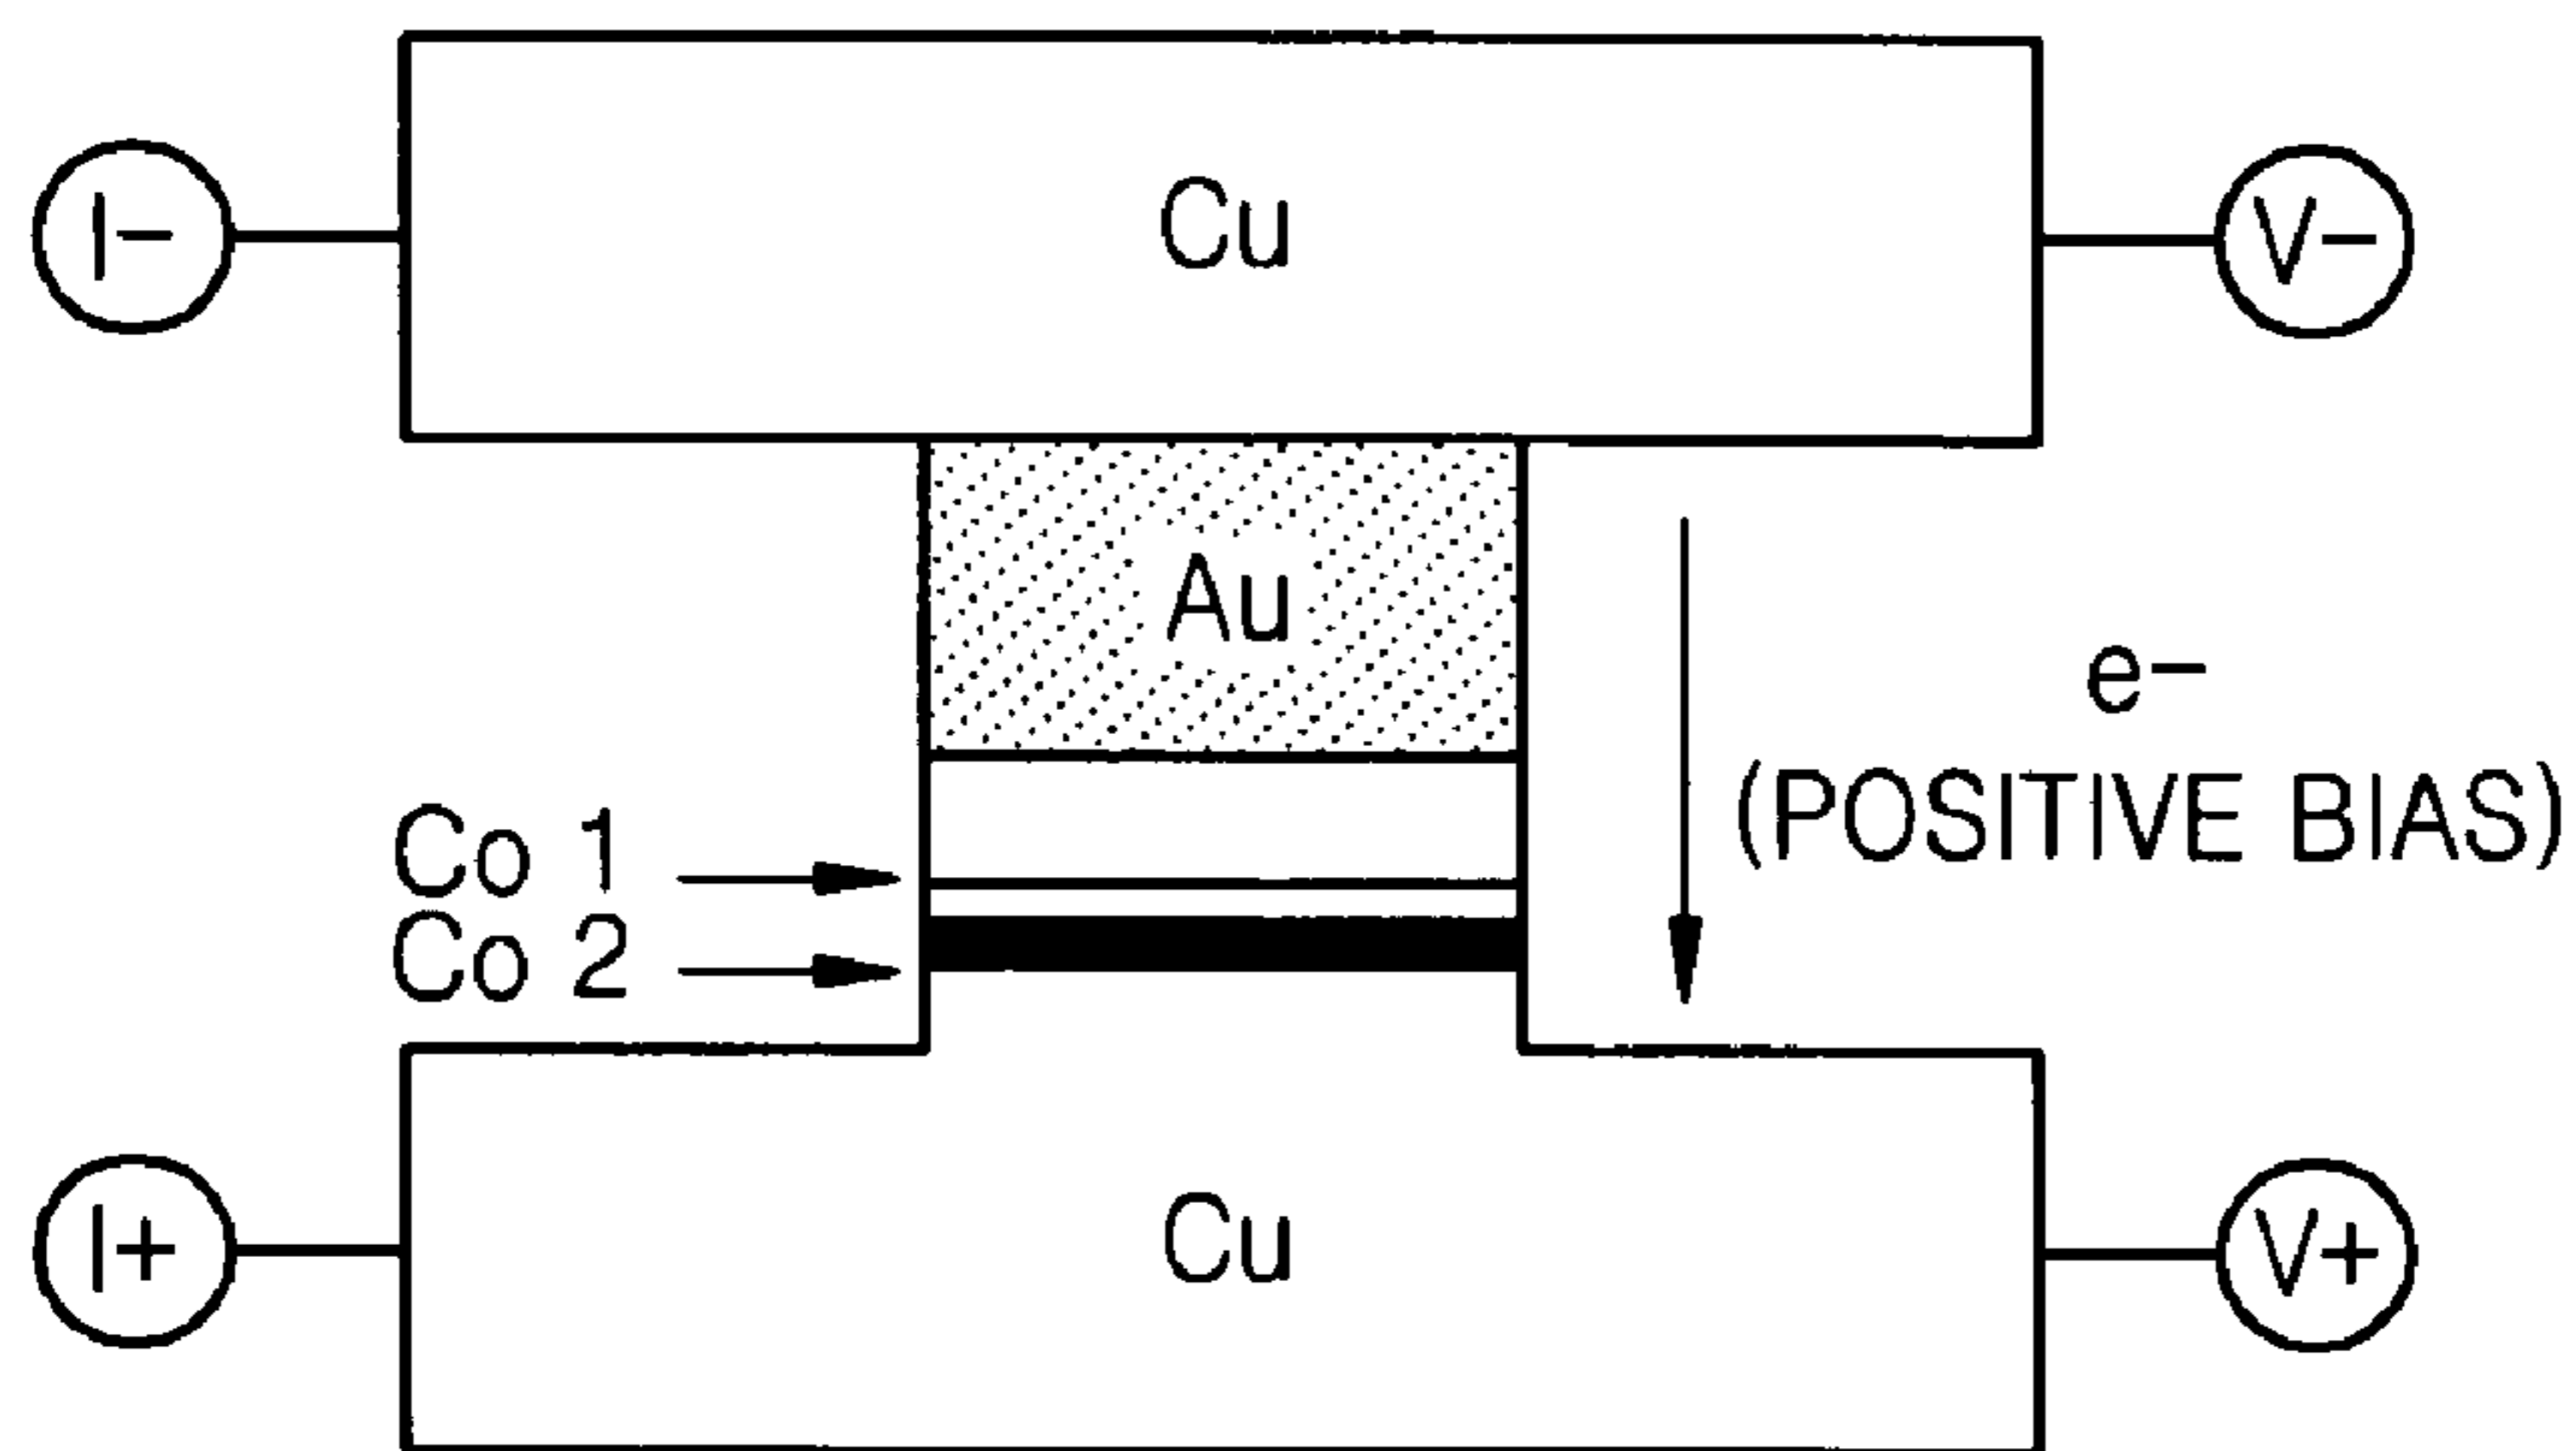 Cu
I−
V−
Au
e−
(POSITIVE BIAS)
Co 1
Co 2
Cu
I+
V+